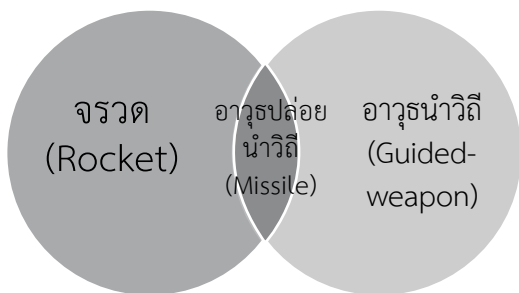 จรวด
(Rocket)
อาวุธปล่อย
นำวิถี
(Missile)
อาวุธนำวิถี
(Guided-
weapon)